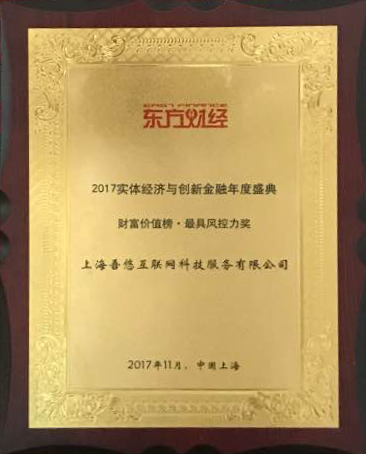 EAST FINANCE
东方财经
2017实体经济与创新金融年度盛典
财富价值榜·最具风控力奖
上海吾悠互联网科技服务有限公司
2017年11月，中国上海